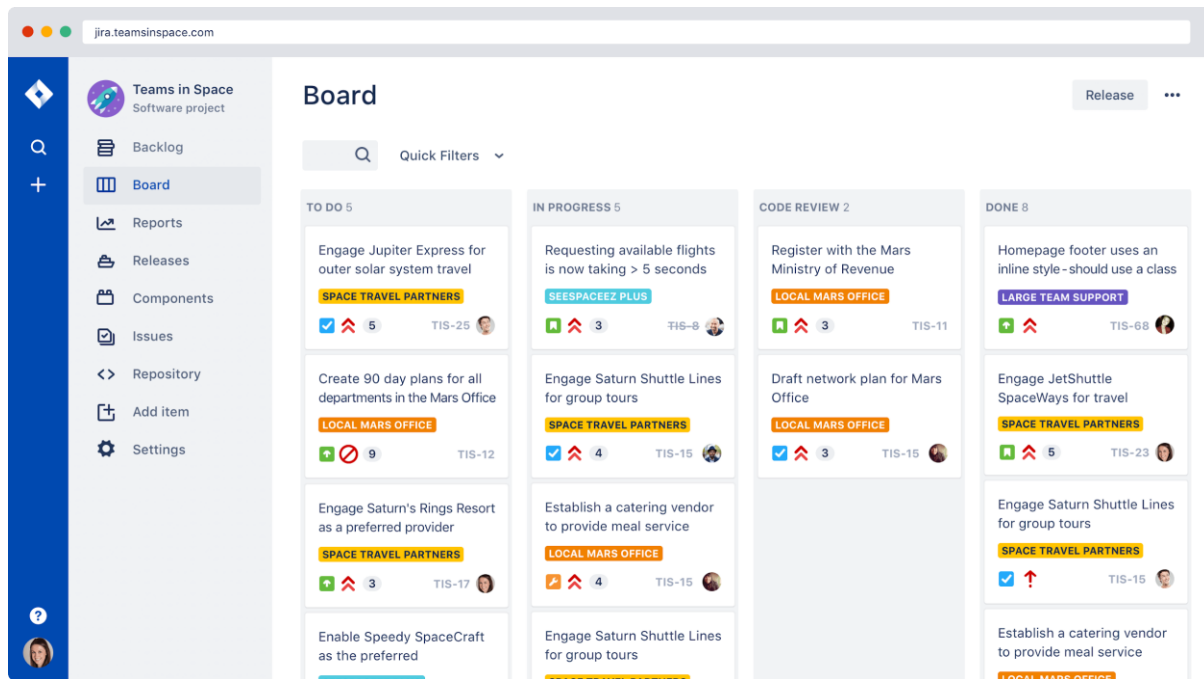 jira.teamsinspace.com
Teams in Space
Software project
Backlog
Board
Reports
Releases
Components
Issues
Repository
Add item
Settings
?
Board
Release
Quick Filters
TO DO 5
Engage Jupiter Express for
outer solar system travel
SPACE TRAVEL PARTNERS
5 TIS-25
Create 90 day plans for all
departments in the Mars Office
LOCAL MARS OFFICE
9 TIS-12
Engage Saturn's Rings Resort
as a preferred provider
SPACE TRAVEL PARTNERS
3 TIS-17
Enable Speedy SpaceCraft
as the preferred
IN PROGRESS 5
Requesting available flights
is now taking > 5 seconds
SEESPACEEZ PLUS
3 TIS-8
Engage Saturn Shuttle Lines
for group tours
SPACE TRAVEL PARTNERS
4 TIS-15
Establish a catering vendor
to provide meal service
LOCAL MARS OFFICE
4 TIS-15
Engage Saturn Shuttle Lines
for group tours
SPACE TRAVEL PARTNERS
CODE REVIEW 2
Register with the Mars
Ministry of Revenue
LOCAL MARS OFFICE
3 TIS-11
Draft network plan for Mars
Office
LOCAL MARS OFFICE
3 TIS-15
DONE 8
Homepage footer uses an
inline style - should use a class
LARGE TEAM SUPPORT
TIS-68
Engage JetShuttle
SpaceWays for travel
SPACE TRAVEL PARTNERS
5 TIS-23
Engage Saturn Shuttle Lines
for group tours
SPACE TRAVEL PARTNERS
TIS-15
Establish a catering vendor
to provide meal service
LOCAL MARS OFFICE